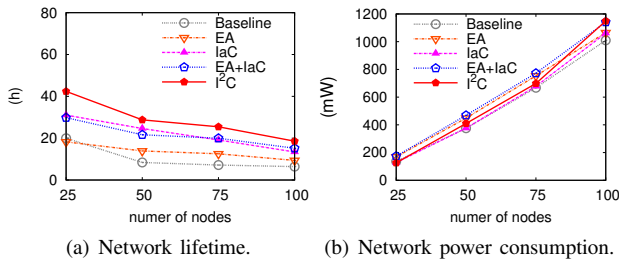 80
60
40
20
0
(h)
Baseline
EA
IaC
EA+IaC
I²C
25
50
75
100
numer of nodes
(a) Network lifetime.
1200
1000
800
600
400
200
0
(mW)
Baseline
EA
IaC
EA+IaC
I²C
25
50
75
100
numer of nodes
(b) Network power consumption.